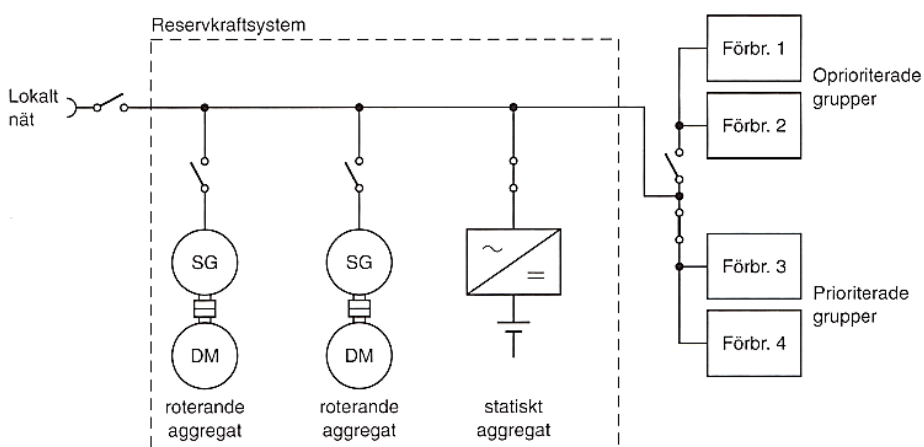 Reservkraftsystem
Lokalt
nät
Förbr. 1
Oprioriterade
grupper
Förbr. 2
SG
SG
Förbr. 3
Prioriterade
grupper
Förbr. 4
DM
DM
roterande
aggregat
roterande
aggregat
statiskt
aggregat